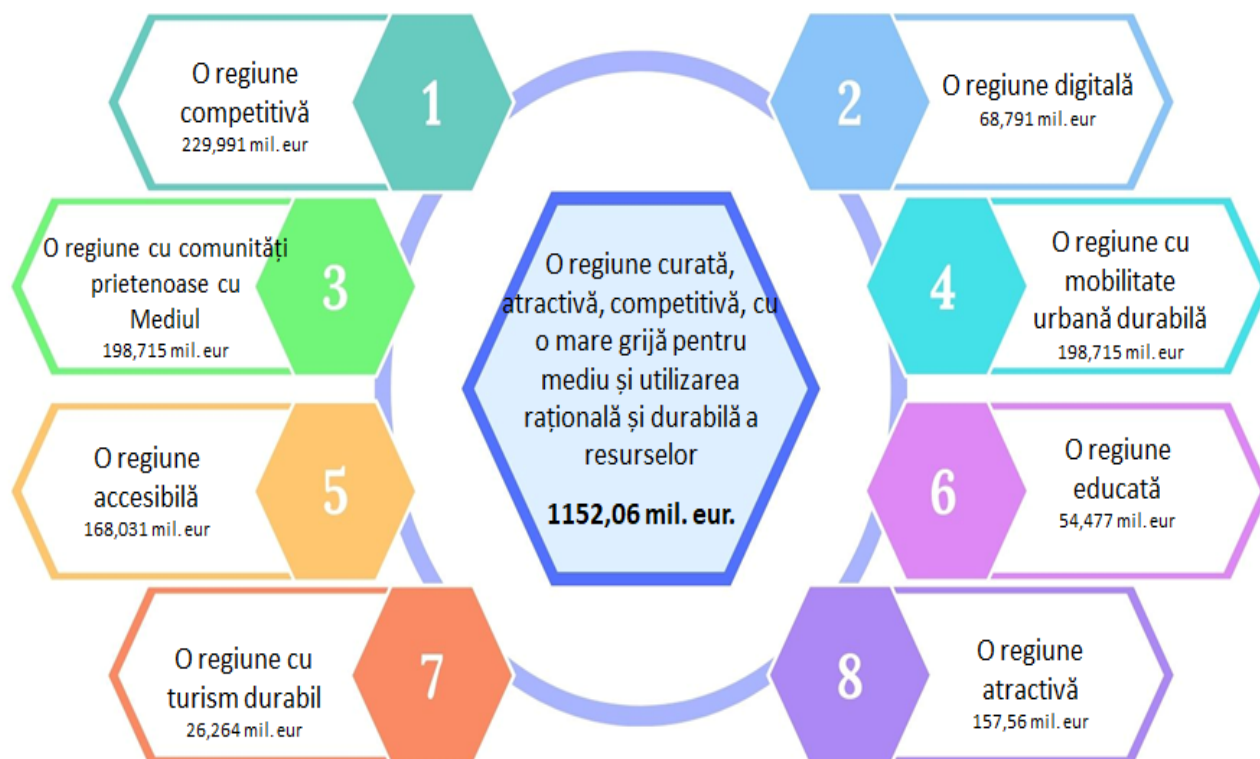 O regiune
competitivă
229,991 mil. eur
1
2
O regiune digitală
68,791 mil. eur
O regiune cu comunități
prietenoase cu
Mediul
198,715 mil. eur
3
4
O regiune cu
mobilitate
urbană durabilă
198,715 mil. eur
O regiune curată,
atractivă, competitivă, cu
o mare grijă pentru
mediu și utilizarea
rațională și durabilă a
resurselor
1152,06 mil. eur.
O regiune
accesibilă
168,031 mil. eur
5
6
O regiune
educată
54,477 mil. eur
O regiune cu
turism durabil
26,264 mil. eur
7
8
O regiune
atractivă
157,56 mil. eur